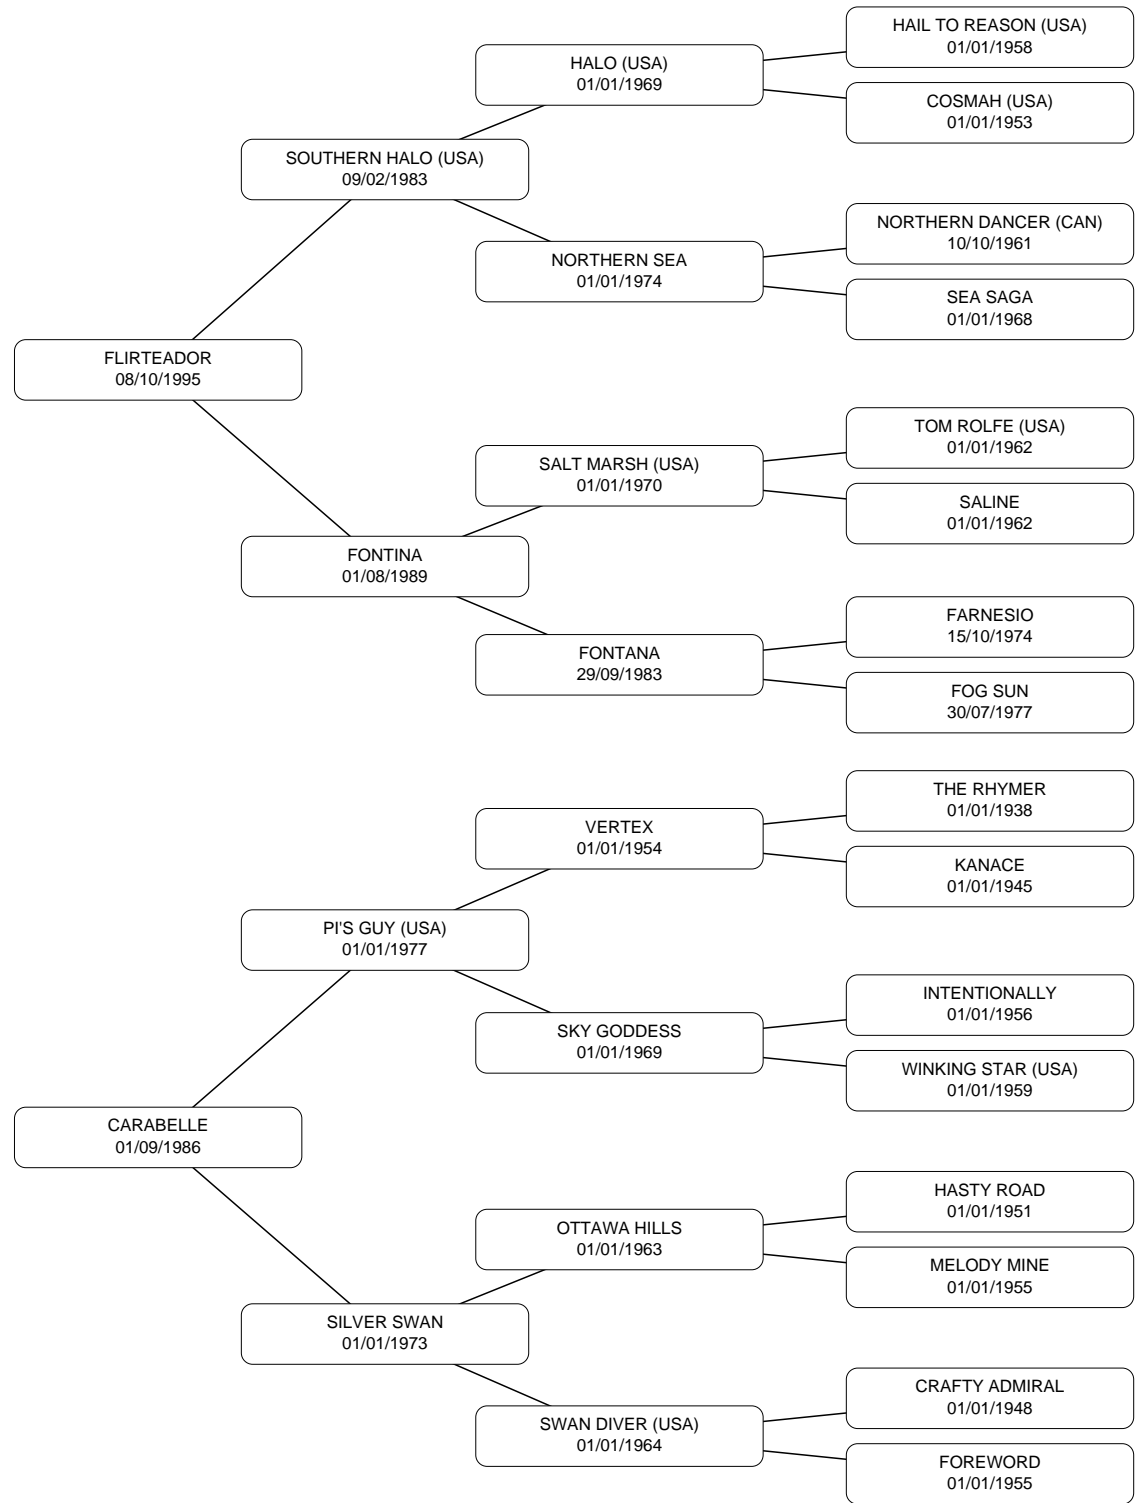 HAIL TO REASON (USA)
01/01/1958
HALO (USA)
01/01/1969
COSMAH (USA)
01/01/1953
SOUTHERN HALO (USA)
09/02/1983
NORTHERN DANCER (CAN)
10/10/1961
NORTHERN SEA
01/01/1974
SEA SAGA
01/01/1968
FLIRTEADOR
08/10/1995
TOM ROLFE (USA)
01/01/1962
SALT MARSH (USA)
01/01/1970
SALINE
01/01/1962
FONTINA
01/08/1989
FARNESIO
15/10/1974
FONTANA
29/09/1983
FOG SUN
30/07/1977
THE RHYMER
01/01/1938
VERTEX
01/01/1954
KANACE
01/01/1945
PI'S GUY (USA)
01/01/1977
INTENTIONALLY
01/01/1956
SKY GODDESS
01/01/1969
WINKING STAR (USA)
01/01/1959
CARABELLE
01/09/1986
HASTY ROAD
01/01/1951
OTTAWA HILLS
01/01/1963
MELODY MINE
01/01/1955
SILVER SWAN
01/01/1973
CRAFTY ADMIRAL
01/01/1948
SWAN DIVER (USA)
01/01/1964
FOREWORD
01/01/1955